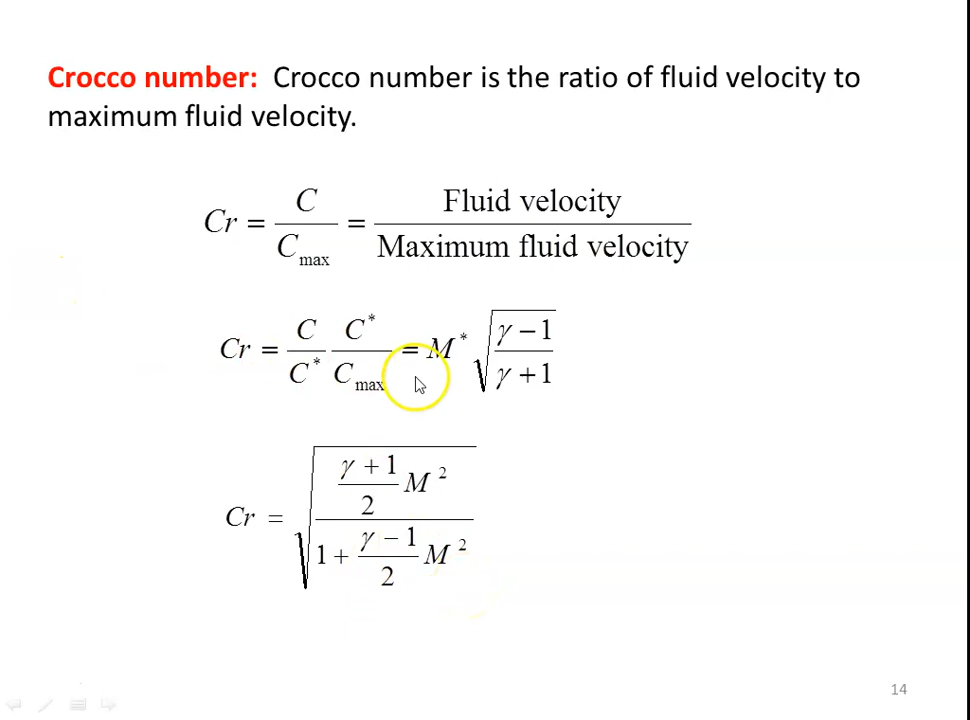 Crocco number: Crocco number is the ratio of fluid velocity to
maximum fluid velocity.
Cr = C / C_max = Fluid velocity / Maximum fluid velocity
Cr = C / C* C* / C_max = M* √((γ − 1) / (γ + 1))
Cr = √(((γ + 1) / 2 M²) / (1 + (γ − 1) / 2 M²))
14